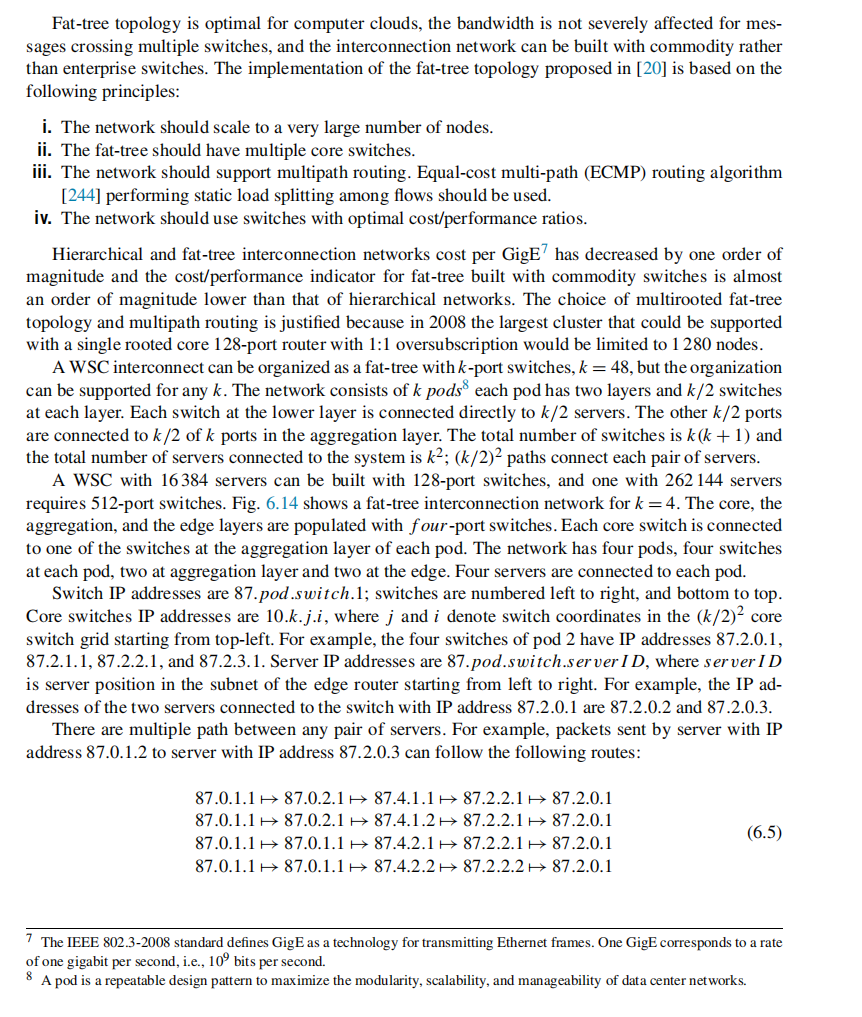 Fat-tree topology is optimal for computer clouds, the bandwidth is not severely affected for mes-
sages crossing multiple switches, and the interconnection network can be built with commodity rather
than enterprise switches. The implementation of the fat-tree topology proposed in [20] is based on the
following principles:
i. The network should scale to a very large number of nodes.
ii. The fat-tree should have multiple core switches.
iii. The network should support multipath routing. Equal-cost multi-path (ECMP) routing algorithm
[244] performing static load splitting among flows should be used.
iv. The network should use switches with optimal cost/performance ratios.
Hierarchical and fat-tree interconnection networks cost per GigE⁷ has decreased by one order of
magnitude and the cost/performance indicator for fat-tree built with commodity switches is almost
an order of magnitude lower than that of hierarchical networks. The choice of multirooted fat-tree
topology and multipath routing is justified because in 2008 the largest cluster that could be supported
with a single rooted core 128-port router with 1:1 oversubscription would be limited to 1 280 nodes.
A WSC interconnect can be organized as a fat-tree with k-port switches, k = 48, but the organization
can be supported for any k. The network consists of k pods⁸ each pod has two layers and k/2 switches
at each layer. Each switch at the lower layer is connected directly to k/2 servers. The other k/2 ports
are connected to k/2 of k ports in the aggregation layer. The total number of switches is k(k + 1) and
the total number of servers connected to the system is k²; (k/2)² paths connect each pair of servers.
A WSC with 16 384 servers can be built with 128-port switches, and one with 262 144 servers
requires 512-port switches. Fig. 6.14 shows a fat-tree interconnection network for k = 4. The core, the
aggregation, and the edge layers are populated with four-port switches. Each core switch is connected
to one of the switches at the aggregation layer of each pod. The network has four pods, four switches
at each pod, two at aggregation layer and two at the edge. Four servers are connected to each pod.
Switch IP addresses are 87.pod.switch.1; switches are numbered left to right, and bottom to top.
Core switches IP addresses are 10.k.j.i, where j and i denote switch coordinates in the (k/2)² core
switch grid starting from top-left. For example, the four switches of pod 2 have IP addresses 87.2.0.1,
87.2.1.1, 87.2.2.1, and 87.2.3.1. Server IP addresses are 87.pod.switch.serverID, where serverID
is server position in the subnet of the edge router starting from left to right. For example, the IP ad-
dresses of the two servers connected to the switch with IP address 87.2.0.1 are 87.2.0.2 and 87.2.0.3.
There are multiple path between any pair of servers. For example, packets sent by server with IP
address 87.0.1.2 to server with IP address 87.2.0.3 can follow the following routes:
87.0.1.1 ↦ 87.0.2.1 ↦ 87.4.1.1 ↦ 87.2.2.1 ↦ 87.2.0.1
87.0.1.1 ↦ 87.0.2.1 ↦ 87.4.1.2 ↦ 87.2.2.1 ↦ 87.2.0.1
87.0.1.1 ↦ 87.0.1.1 ↦ 87.4.2.1 ↦ 87.2.2.1 ↦ 87.2.0.1
87.0.1.1 ↦ 87.0.1.1 ↦ 87.4.2.2 ↦ 87.2.2.2 ↦ 87.2.0.1
(6.5)
⁷ The IEEE 802.3-2008 standard defines GigE as a technology for transmitting Ethernet frames. One GigE corresponds to a rate
of one gigabit per second, i.e., 10⁹ bits per second.
⁸ A pod is a repeatable design pattern to maximize the modularity, scalability, and manageability of data center networks.